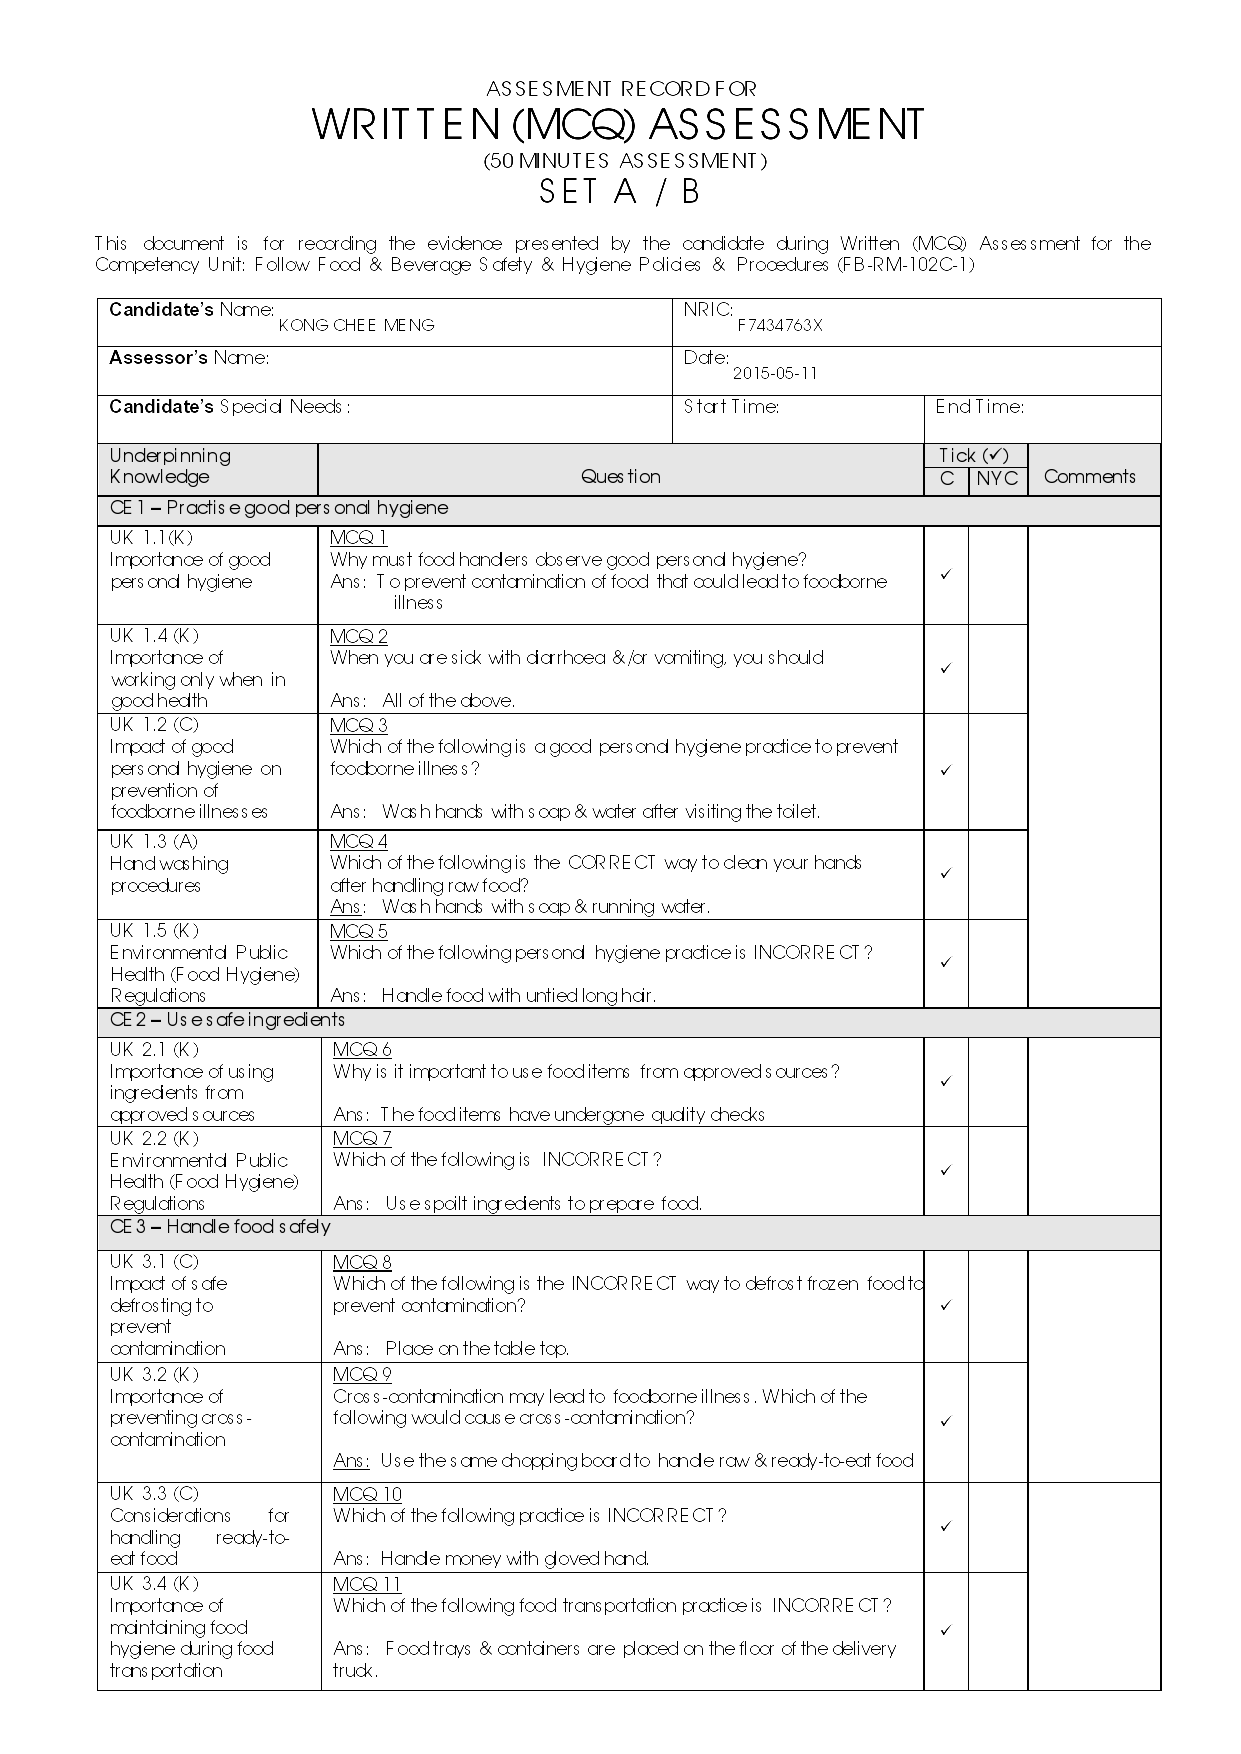 ASSESMENT RECORD FOR
WRITTEN (MCQ) ASSESSMENT
(50 MINUTES ASSESSMENT)
SET A / B
This document is for recording the evidence presented by the candidate during Written (MCQ) Assessment for the
Competency Unit: Follow Food & Beverage Safety & Hygiene Policies & Procedures (FB-RM-102C-1)
Candidate's Name: KONG CHEE MENG
NRIC: F7434763X
Assessor's Name:
Date: 2015-05-11
Candidate's Special Needs:
Start Time:
End Time:
Underpinning
Knowledge
Question
Tick (✓)
C
NYC
Comments
CE 1 – Practise good personal hygiene
UK 1.1(K)
Importance of good
personal hygiene
MCQ 1
Why must food handlers observe good personal hygiene?
Ans: To prevent contamination of food that could lead to foodborne
illness
✓
UK 1.4 (K)
Importance of
working only when in
good health
MCQ 2
When you are sick with diarrhoea &/or vomiting, you should
Ans: All of the above.
✓
UK 1.2 (C)
Impact of good
personal hygiene on
prevention of
foodborne illnesses
MCQ 3
Which of the following is a good personal hygiene practice to prevent
foodborne illness?
Ans: Wash hands with soap & water after visiting the toilet.
✓
UK 1.3 (A)
Hand washing
procedures
MCQ 4
Which of the following is the CORRECT way to clean your hands
after handling raw food?
Ans: Wash hands with soap & running water.
✓
UK 1.5 (K)
Environmental Public
Health (Food Hygiene)
Regulations
MCQ 5
Which of the following personal hygiene practice is INCORRECT?
Ans: Handle food with untied long hair.
✓
CE 2 – Use safe ingredients
UK 2.1 (K)
Importance of using
ingredients from
approved sources
MCQ 6
Why is it important to use food items from approved sources?
Ans: The food items have undergone quality checks
✓
UK 2.2 (K)
Environmental Public
Health (Food Hygiene)
Regulations
MCQ 7
Which of the following is INCORRECT?
Ans: Use spoilt ingredients to prepare food.
✓
CE 3 – Handle food safely
UK 3.1 (C)
Impact of safe
defrosting to
prevent
contamination
MCQ 8
Which of the following is the INCORRECT way to defrost frozen food to
prevent contamination?
Ans: Place on the table top.
✓
UK 3.2 (K)
Importance of
preventing cross-
contamination
MCQ 9
Cross-contamination may lead to foodborne illness. Which of the
following would cause cross-contamination?
Ans: Use the same chopping board to handle raw & ready-to-eat food
✓
UK 3.3 (C)
Considerations for
handling ready-to-
eat food
MCQ 10
Which of the following practice is INCORRECT?
Ans: Handle money with gloved hand.
✓
UK 3.4 (K)
Importance of
maintaining food
hygiene during food
transportation
MCQ 11
Which of the following food transportation practice is INCORRECT?
Ans: Food trays & containers are placed on the floor of the delivery
truck.
✓